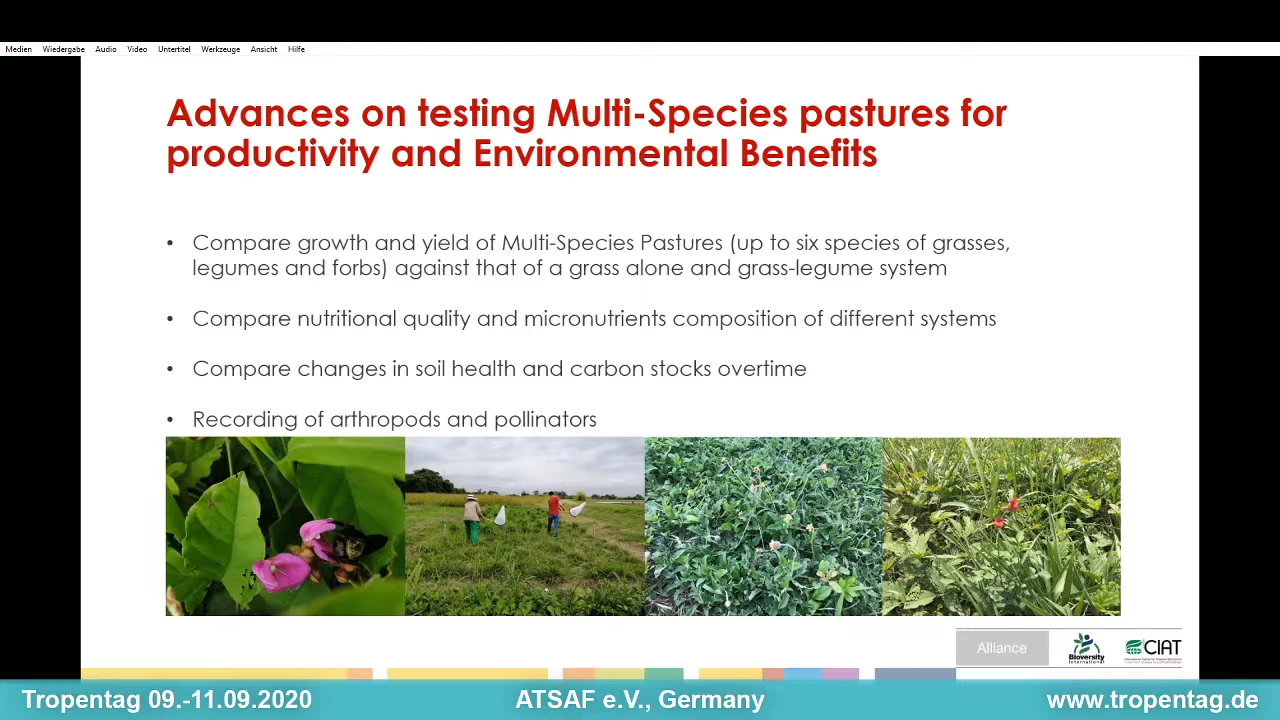 Medien Wiedergabe Audio Video Untertitel Werkzeuge Ansicht Hilfe
Advances on testing Multi-Species pastures for
productivity and Environmental Benefits
• Compare growth and yield of Multi-Species Pastures (up to six species of grasses,
legumes and forbs) against that of a grass alone and grass-legume system
• Compare nutritional quality and micronutrients composition of different systems
• Compare changes in soil health and carbon stocks overtime
• Recording of arthropods and pollinators
Alliance
Bioversity
International
CIAT
Tropentag 09.-11.09.2020 ATSAF e.V., Germany www.tropentag.de